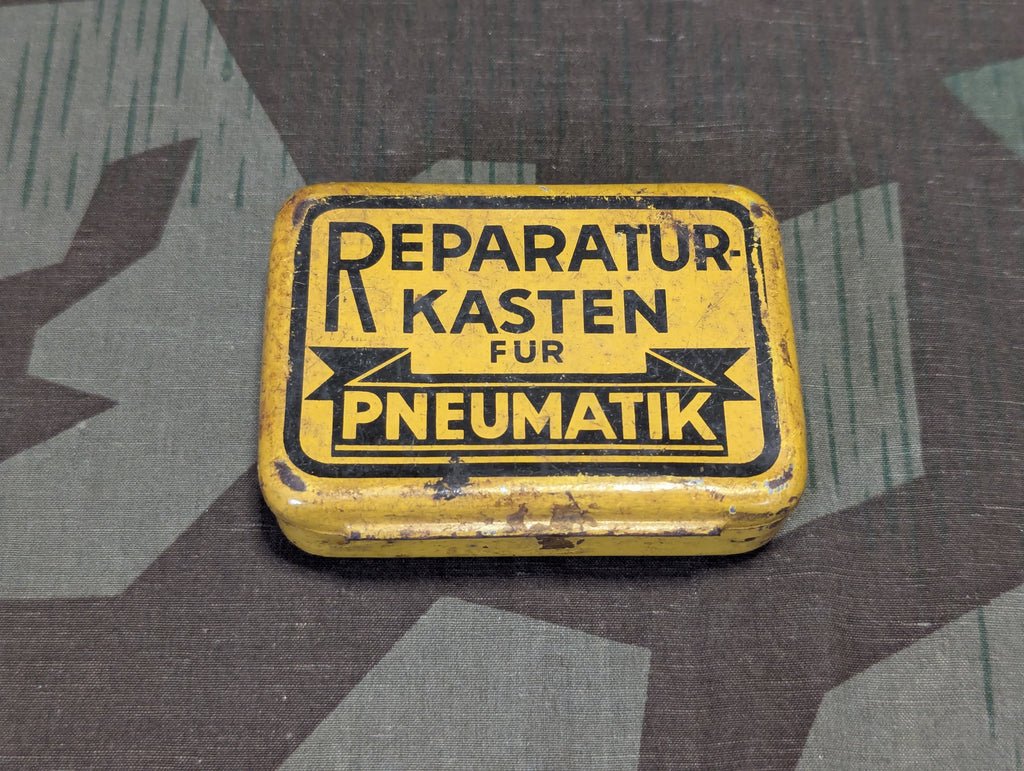 REPARATUR-
KASTEN
FUR
PNEUMATIK